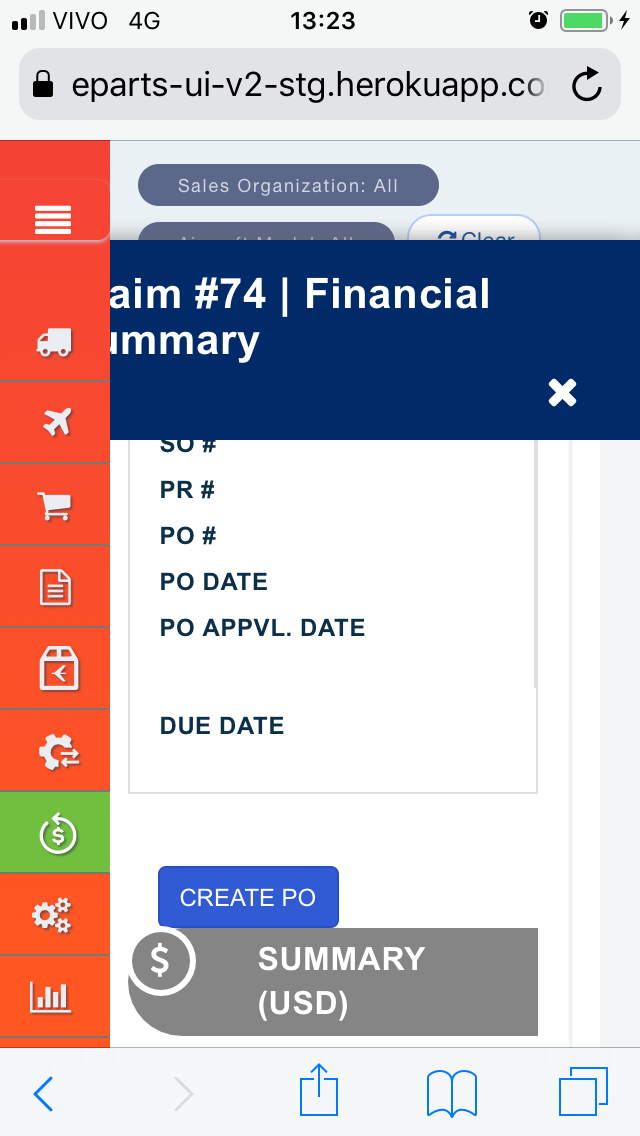 VIVO 4G 13:23
eparts-ui-v2-stg.herokuapp.co
Sales Organization: All
Clear
aim #74 | Financial
ummary
SO #
PR #
PO #
PO DATE
PO APPVL. DATE
DUE DATE
CREATE PO
$ SUMMARY
(USD)